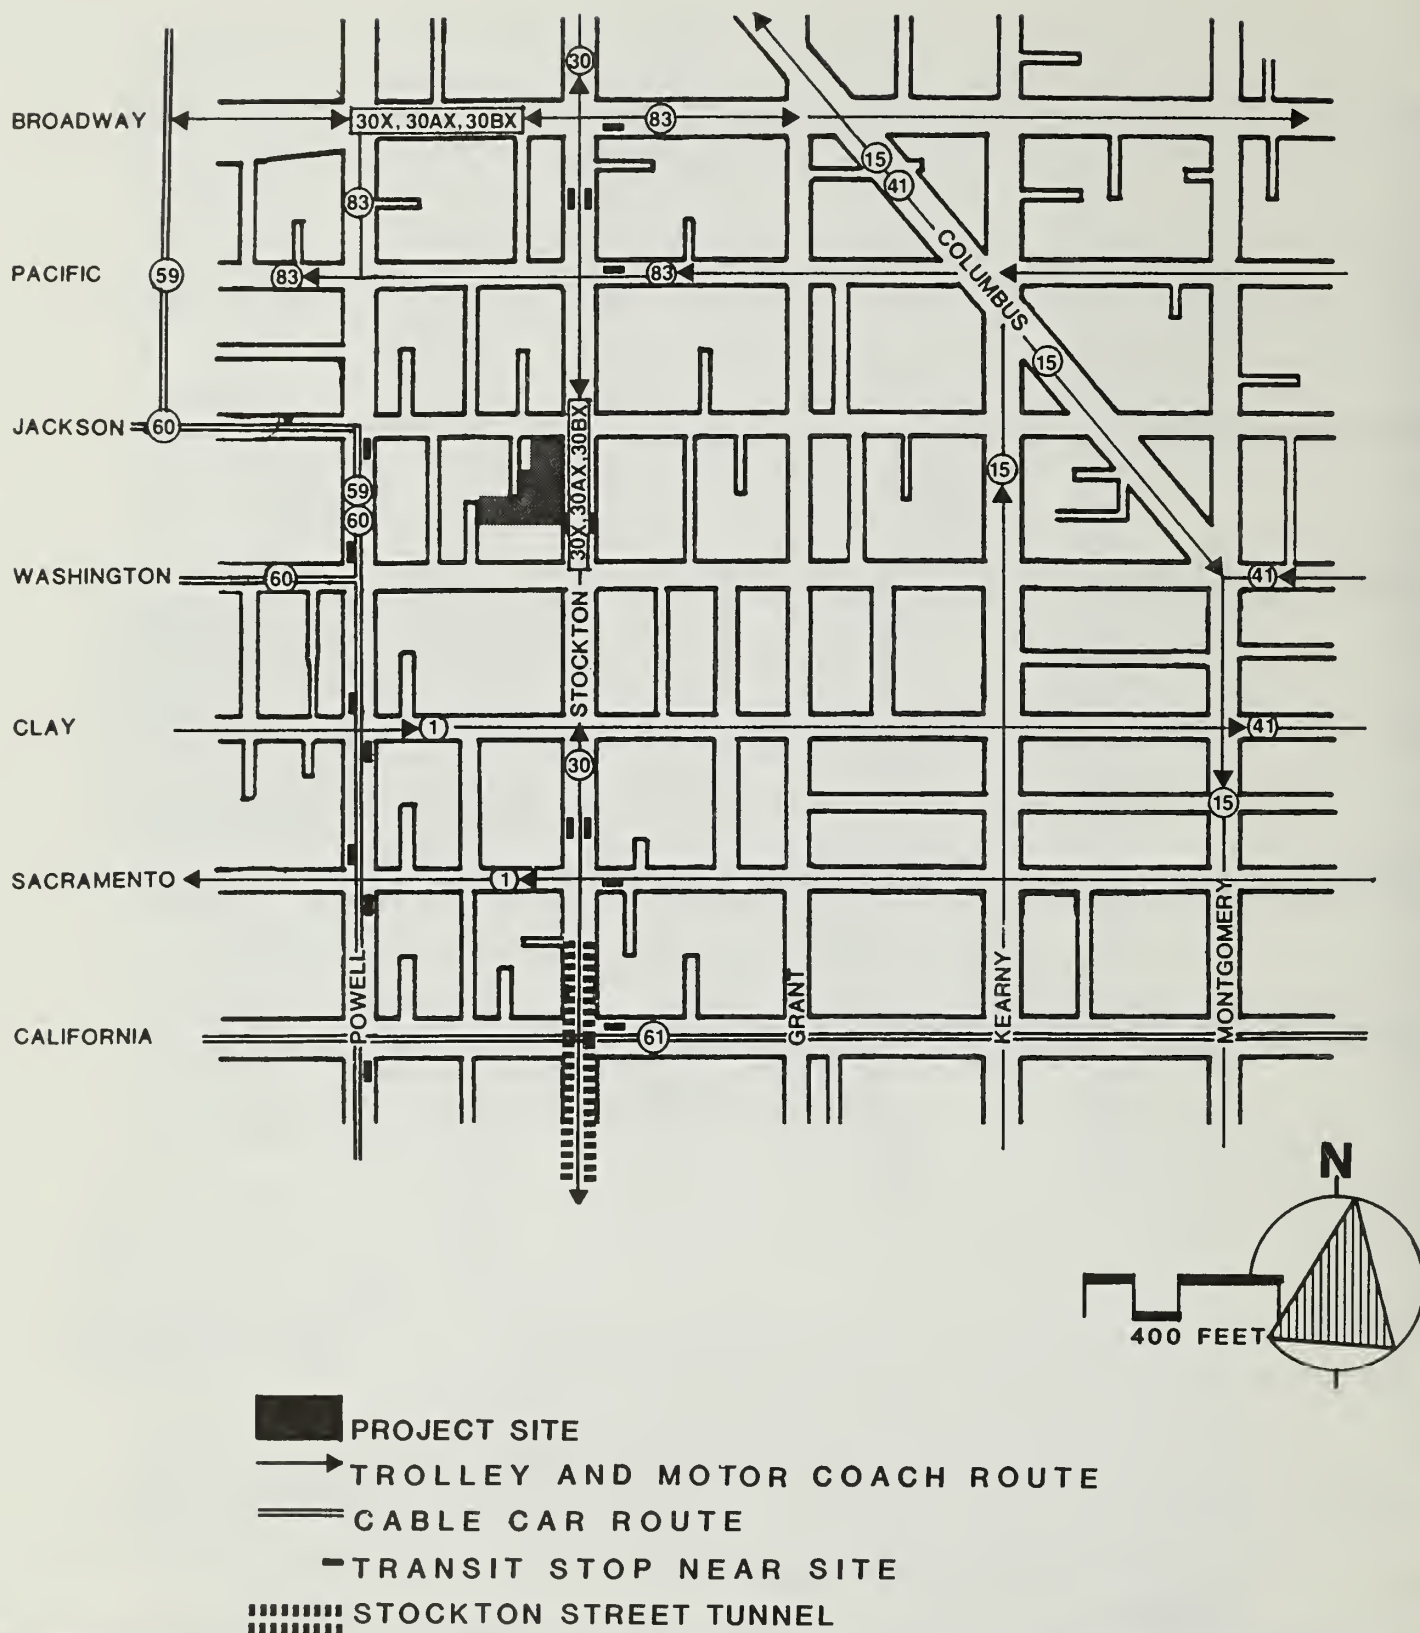 30
BROADWAY
30X, 30AX, 30BX
83
15
41
83
COLUMBUS
PACIFIC
59
83
83
15
JACKSON
60
30X, 30AX, 30BX
59
15
60
WASHINGTON
60
41
STOCKTON
CLAY
1
41
30
15
SACRAMENTO
1
MONTGOMERY
POWELL
GRANT
KEARNY
CALIFORNIA
61
N
400 FEET
PROJECT SITE
TROLLEY AND MOTOR COACH ROUTE
CABLE CAR ROUTE
TRANSIT STOP NEAR SITE
STOCKTON STREET TUNNEL